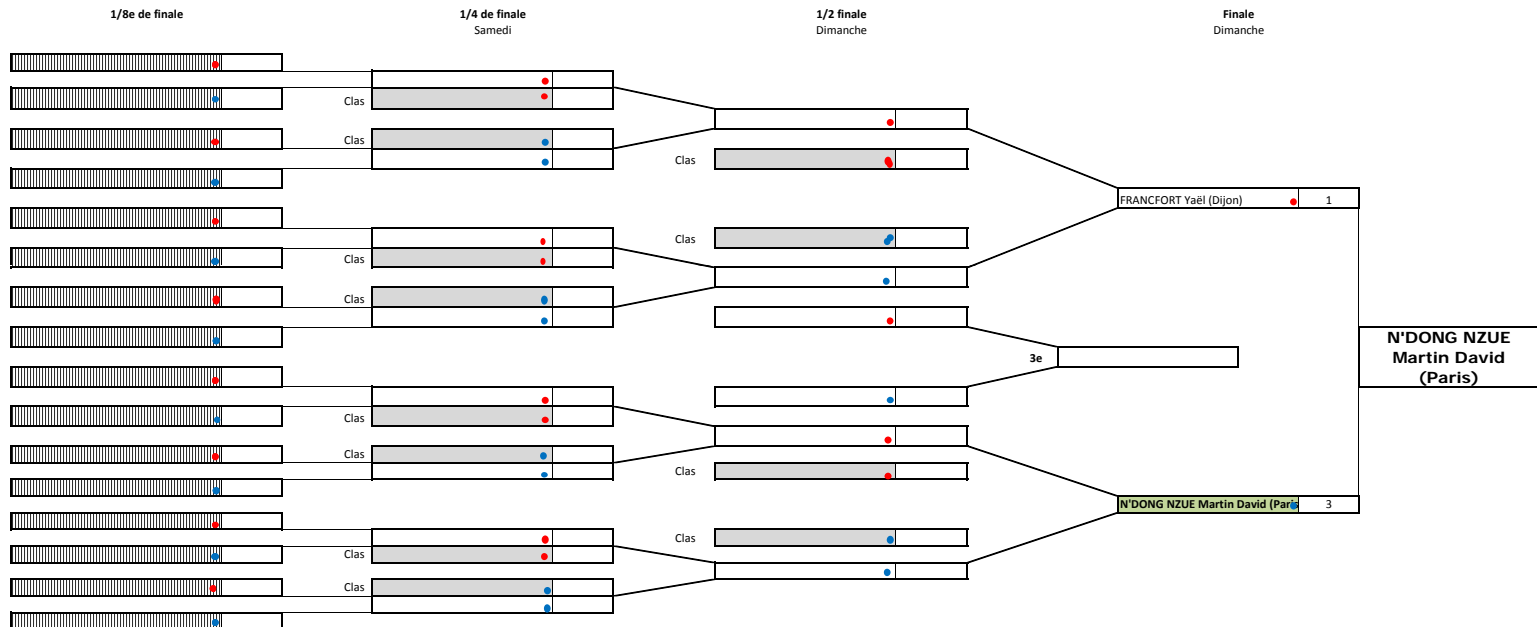 1/8e de finale
1/4 de finale
1/2 finale
Finale
Samedi
Dimanche
Dimanche
Clas
Clas
Clas
FRANCFORT Yaël (Dijon) 1
Clas
Clas
Clas
N'DONG NZUE
Martin David
(Paris)
3e
Clas
Clas
Clas
N'DONG NZUE Martin David (Paris 3
Clas
Clas
Clas